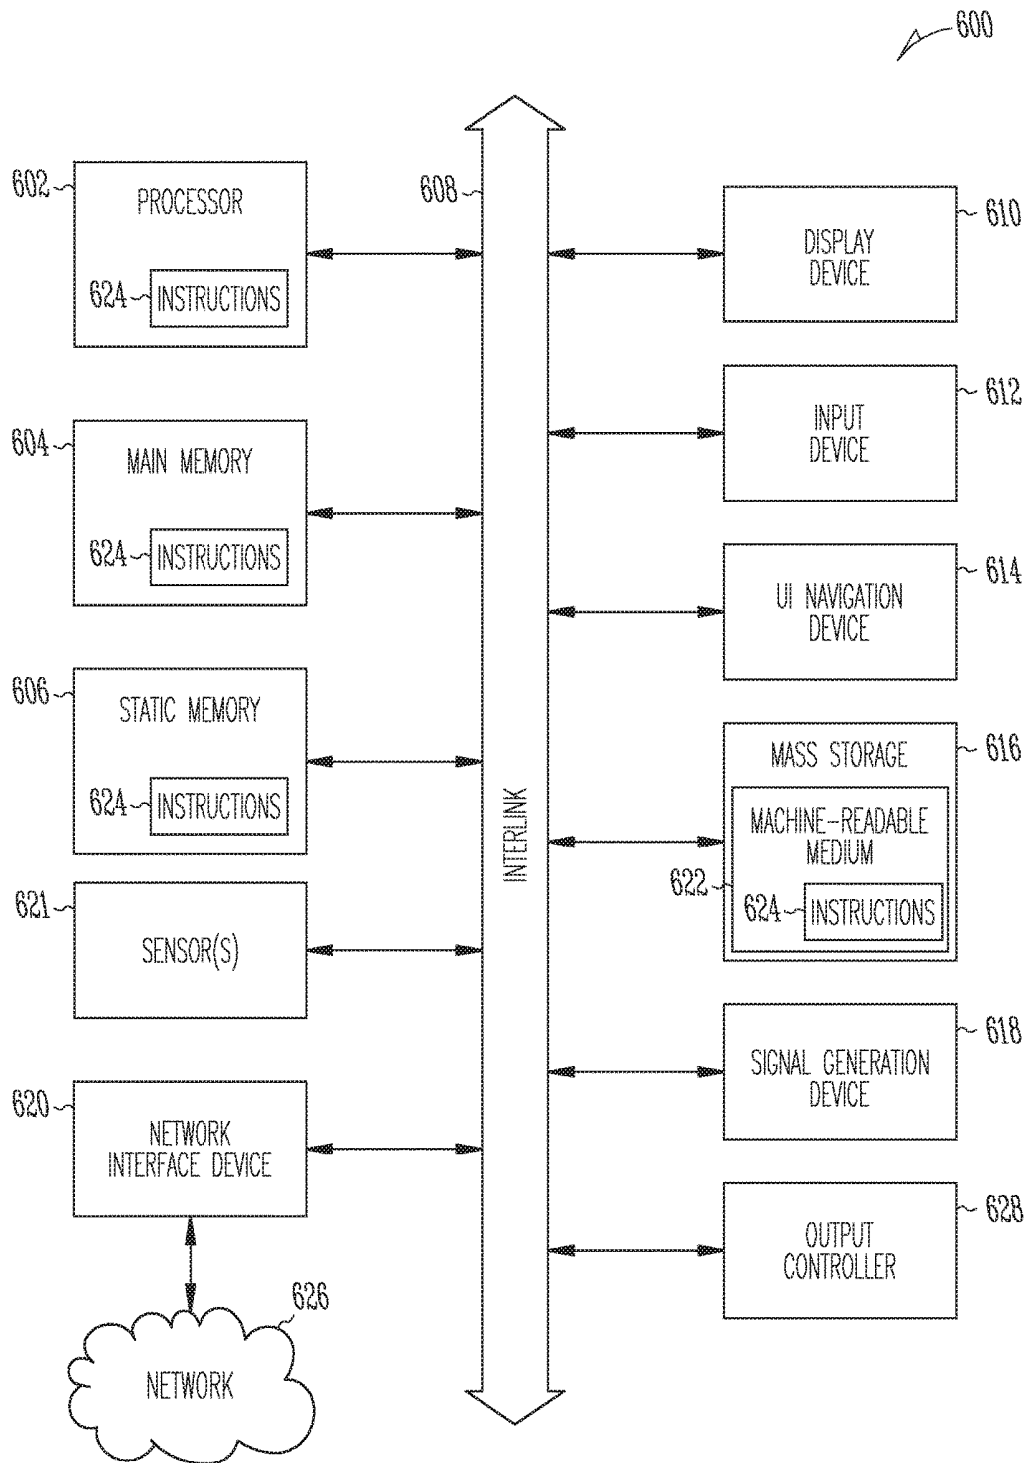 600
602
PROCESSOR
624
INSTRUCTIONS
604
MAIN MEMORY
624
INSTRUCTIONS
606
STATIC MEMORY
624
INSTRUCTIONS
621
SENSOR(S)
620
NETWORK
INTERFACE DEVICE
626
NETWORK
608
INTERLINK
610
DISPLAY
DEVICE
612
INPUT
DEVICE
614
UI NAVIGATION
DEVICE
616
MASS STORAGE
MACHINE-READABLE
MEDIUM
622
624
INSTRUCTIONS
618
SIGNAL GENERATION
DEVICE
628
OUTPUT
CONTROLLER